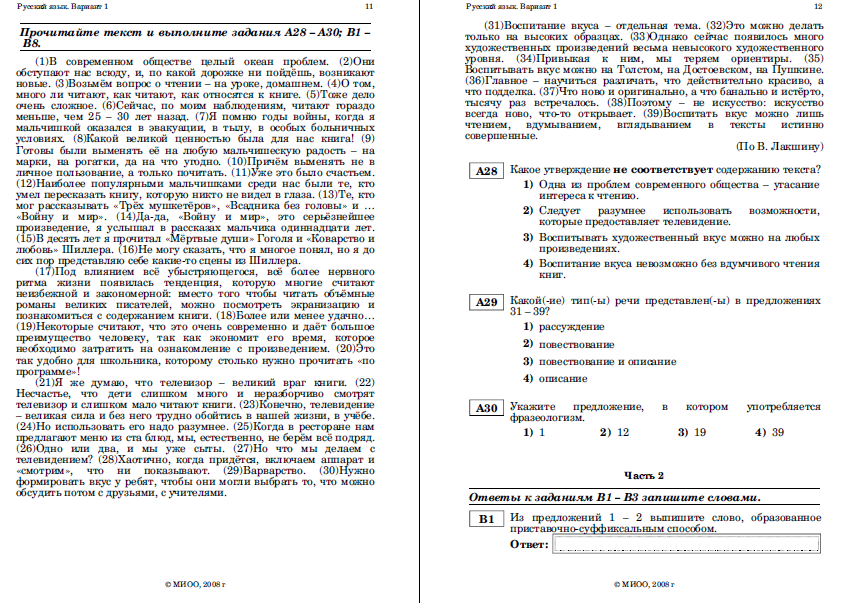 Русский язык. Вариант 1 11
Прочитайте текст и выполните задания А28 – А30; В1 –
В8.
(1)В современном обществе целый океан проблем. (2)Они
обступают нас всюду, и, по какой дорожке ни пойдёшь, возникают
новые. (3)Возьмём вопрос о чтении – на уроке, домашнем. (4)О том,
много ли читают, как читают, как относятся к книге. (5)Тоже дело
очень сложное. (6)Сейчас, по моим наблюдениям, читают гораздо
меньше, чем 25 – 30 лет назад. (7)Я помню годы войны, когда я
мальчишкой оказался в эвакуации, в тылу, в особых больничных
условиях. (8)Какой великой ценностью была для нас книга! (9)
Готовы были выменять её на любую мальчишескую радость – на
марки, на рогатки, да на что угодно. (10)Причём выменять не в
личное пользование, а только почитать. (11)Уже это было счастьем.
(12)Наиболее популярными мальчишками среди нас были те, кто
умел пересказать книгу, которую никто не видел в глаза. (13)Те, кто
мог рассказывать «Трёх мушкетёров», «Всадника без головы» и …
«Войну и мир». (14)Да-да, «Войну и мир», это серьёзнейшее
произведение, я услышал в рассказах мальчика одиннадцати лет.
(15)В десять лет я прочитал «Мёртвые души» Гоголя и «Коварство и
любовь» Шиллера. (16)Не могу сказать, что я многое понял, но я до
сих пор представляю себе какие-то сцены из Шиллера.
(17)Под влиянием всё убыстряющегося, всё более нервного
ритма жизни появилась тенденция, которую многие считают
неизбежной и закономерной: вместо того чтобы читать объёмные
романы великих писателей, можно посмотреть экранизацию и
познакомиться с содержанием книги. (18)Более или менее удачно…
(19)Некоторые считают, что это очень современно и даёт большое
преимущество человеку, так как экономит его время, которое
необходимо затратить на ознакомление с произведением. (20)Это
так удобно для школьника, которому столько нужно прочитать «по
программе»!
(21)Я же думаю, что телевизор – великий враг книги. (22)
Несчастье, что дети слишком много и неразборчиво смотрят
телевизор и слишком мало читают книги. (23)Конечно, телевидение
– великая сила и без него трудно обойтись в нашей жизни, в учёбе.
(24)Но использовать его надо разумнее. (25)Когда в ресторане нам
предлагают меню из ста блюд, мы, естественно, не берём всё подряд.
(26)Одно или два, и мы уже сыты. (27)Но что мы делаем с
телевидением? (28)Хаотично, когда придётся, включаем аппарат и
«смотрим», что ни показывают. (29)Варварство. (30)Нужно
формировать вкус у ребят, чтобы они могли выбрать то, что можно
обсудить потом с друзьями, с учителями.
© МИОО, 2008 г
Русский язык. Вариант 1 12
(31)Воспитание вкуса – отдельная тема. (32)Это можно делать
только на высоких образцах. (33)Однако сейчас появилось много
художественных произведений весьма невысокого художественного
уровня. (34)Привыкая к ним, мы теряем ориентиры. (35)
Воспитывать вкус можно на Толстом, на Достоевском, на Пушкине.
(36)Главное – научиться различать, что действительно красиво, а
что подделка. (37)Что ново и оригинально, а что банально и истёрто,
тысячу раз встречалось. (38)Поэтому – не искусство: искусство
всегда ново, что-то открывает. (39)Воспитать вкус можно лишь
чтением, вдумыванием, вглядыванием в тексты истинно
совершенные.
(По В. Лакшину)
А28 Какое утверждение не соответствует содержанию текста?
1) Одна из проблем современного общества – угасание
интереса к чтению.
2) Следует разумнее использовать возможности,
которые предоставляет телевидение.
3) Воспитывать художественный вкус можно на любых
произведениях.
4) Воспитание вкуса невозможно без вдумчивого чтения
книг.
А29 Какой(-ие) тип(-ы) речи представлен(-ы) в предложениях
31 – 39?
1) рассуждение
2) повествование
3) повествование и описание
4) описание
А30 Укажите предложение, в котором употребляется
фразеологизм.
1) 1 2) 12 3) 19 4) 39
Часть 2
Ответы к заданиям В1 – В3 запишите словами.
В1 Из предложений 1 – 2 выпишите слово, образованное
приставочно-суффиксальным способом.
Ответ:
© МИОО, 2008 г